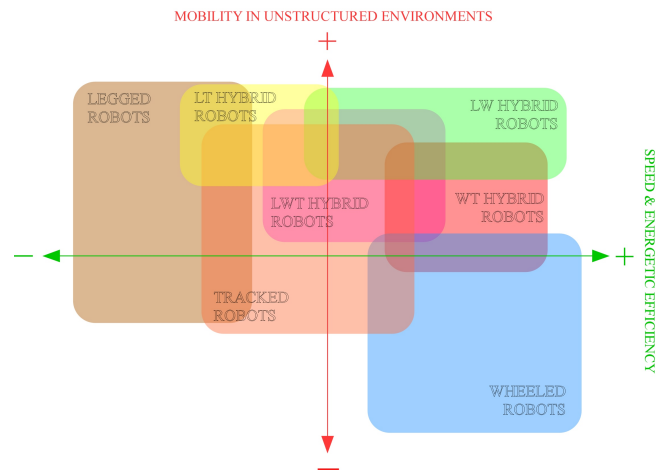 MOBILITY IN UNSTRUCTURED ENVIRONMENTS
+
LEGGED
ROBOTS
LT HYBRID
ROBOTS
LW HYBRID
ROBOTS
LWT HYBRID
ROBOTS
WT HYBRID
ROBOTS
SPEED & ENERGETIC EFFICIENCY
−
+
TRACKED
ROBOTS
WHEELED
ROBOTS
−